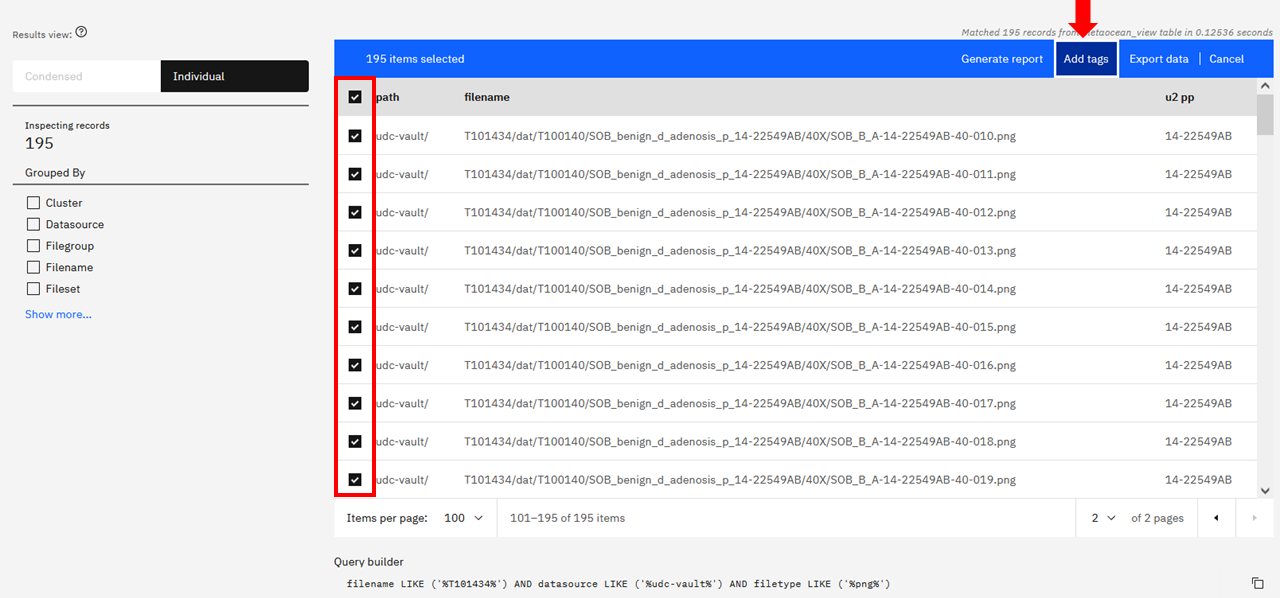 Results view:
Matched 195 records from metaocean_view table in 0.12536 seconds
195 items selected
Generate report
Add tags
Export data
Cancel
Condensed
Individual
Inspecting records
195
Grouped By
Cluster
Datasource
Filegroup
Filename
Fileset
Show more...
path filename u2 pp
udc-vault/ T101434/dat/T100140/SOB_benign_d_adenosis_p_14-22549AB/40X/SOB_B_A-14-22549AB-40-010.png 14-22549AB
udc-vault/ T101434/dat/T100140/SOB_benign_d_adenosis_p_14-22549AB/40X/SOB_B_A-14-22549AB-40-011.png 14-22549AB
udc-vault/ T101434/dat/T100140/SOB_benign_d_adenosis_p_14-22549AB/40X/SOB_B_A-14-22549AB-40-012.png 14-22549AB
udc-vault/ T101434/dat/T100140/SOB_benign_d_adenosis_p_14-22549AB/40X/SOB_B_A-14-22549AB-40-013.png 14-22549AB
udc-vault/ T101434/dat/T100140/SOB_benign_d_adenosis_p_14-22549AB/40X/SOB_B_A-14-22549AB-40-014.png 14-22549AB
udc-vault/ T101434/dat/T100140/SOB_benign_d_adenosis_p_14-22549AB/40X/SOB_B_A-14-22549AB-40-015.png 14-22549AB
udc-vault/ T101434/dat/T100140/SOB_benign_d_adenosis_p_14-22549AB/40X/SOB_B_A-14-22549AB-40-016.png 14-22549AB
udc-vault/ T101434/dat/T100140/SOB_benign_d_adenosis_p_14-22549AB/40X/SOB_B_A-14-22549AB-40-017.png 14-22549AB
udc-vault/ T101434/dat/T100140/SOB_benign_d_adenosis_p_14-22549AB/40X/SOB_B_A-14-22549AB-40-018.png 14-22549AB
udc-vault/ T101434/dat/T100140/SOB_benign_d_adenosis_p_14-22549AB/40X/SOB_B_A-14-22549AB-40-019.png 14-22549AB
Items per page: 100 101–195 of 195 items 2 of 2 pages
Query builder
filename LIKE ('%T101434%') AND datasource LIKE ('%udc-vault%') AND filetype LIKE ('%png%')